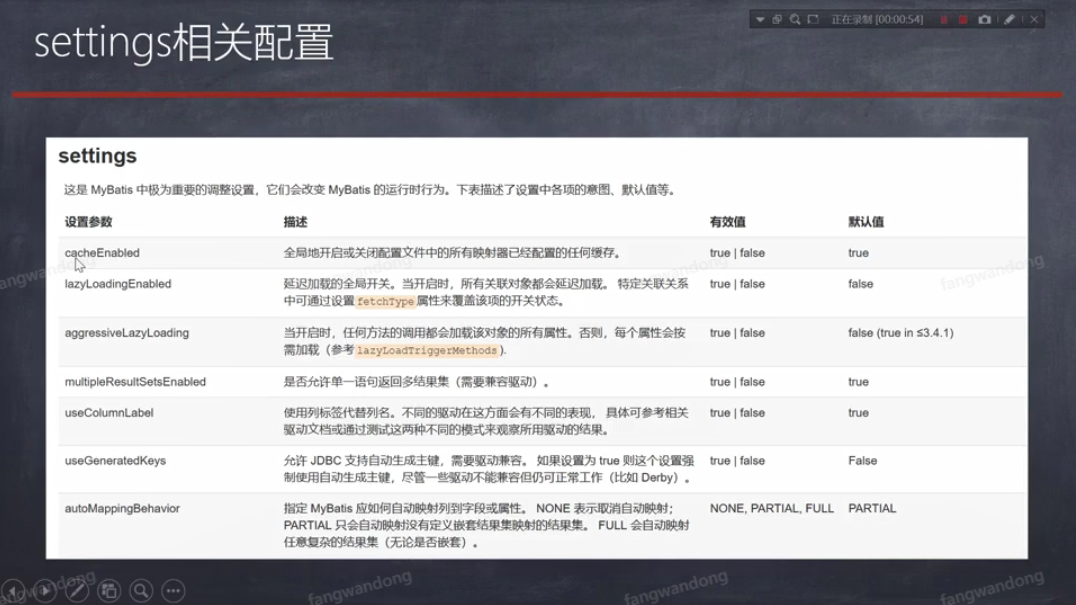 正在录制 [00:00:54]
settings相关配置
settings
这是 MyBatis 中极为重要的调整设置，它们会改变 MyBatis 的运行时行为。下表描述了设置中各项的意图、默认值等。
设置参数 描述 有效值 默认值
cacheEnabled 全局地开启或关闭配置文件中的所有映射器已经配置的任何缓存。 true | false true
lazyLoadingEnabled 延迟加载的全局开关。当开启时，所有关联对象都会延迟加载。 特定关联关系 true | false false
中可通过设置 fetchType 属性来覆盖该项的开关状态。
aggressiveLazyLoading 当开启时，任何方法的调用都会加载该对象的所有属性。否则，每个属性会按 true | false false (true in ≤3.4.1)
需加载（参考 lazyLoadTriggerMethods ).
multipleResultSetsEnabled 是否允许单一语句返回多结果集（需要兼容驱动）。 true | false true
useColumnLabel 使用列标签代替列名。不同的驱动在这方面会有不同的表现， 具体可参考相关 true | false true
驱动文档或通过测试这两种不同的模式来观察所用驱动的结果。
useGeneratedKeys 允许 JDBC 支持自动生成主键，需要驱动兼容。 如果设置为 true 则这个设置强 true | false False
制使用自动生成主键，尽管一些驱动不能兼容但仍可正常工作（比如 Derby）。
autoMappingBehavior 指定 MyBatis 应如何自动映射列到字段或属性。 NONE 表示取消自动映射； NONE, PARTIAL, FULL PARTIAL
PARTIAL 只会自动映射没有定义嵌套结果集映射的结果集。 FULL 会自动映射
任意复杂的结果集（无论是否嵌套）。
fangwandong
fangwandong
fangwandong
fangwandong